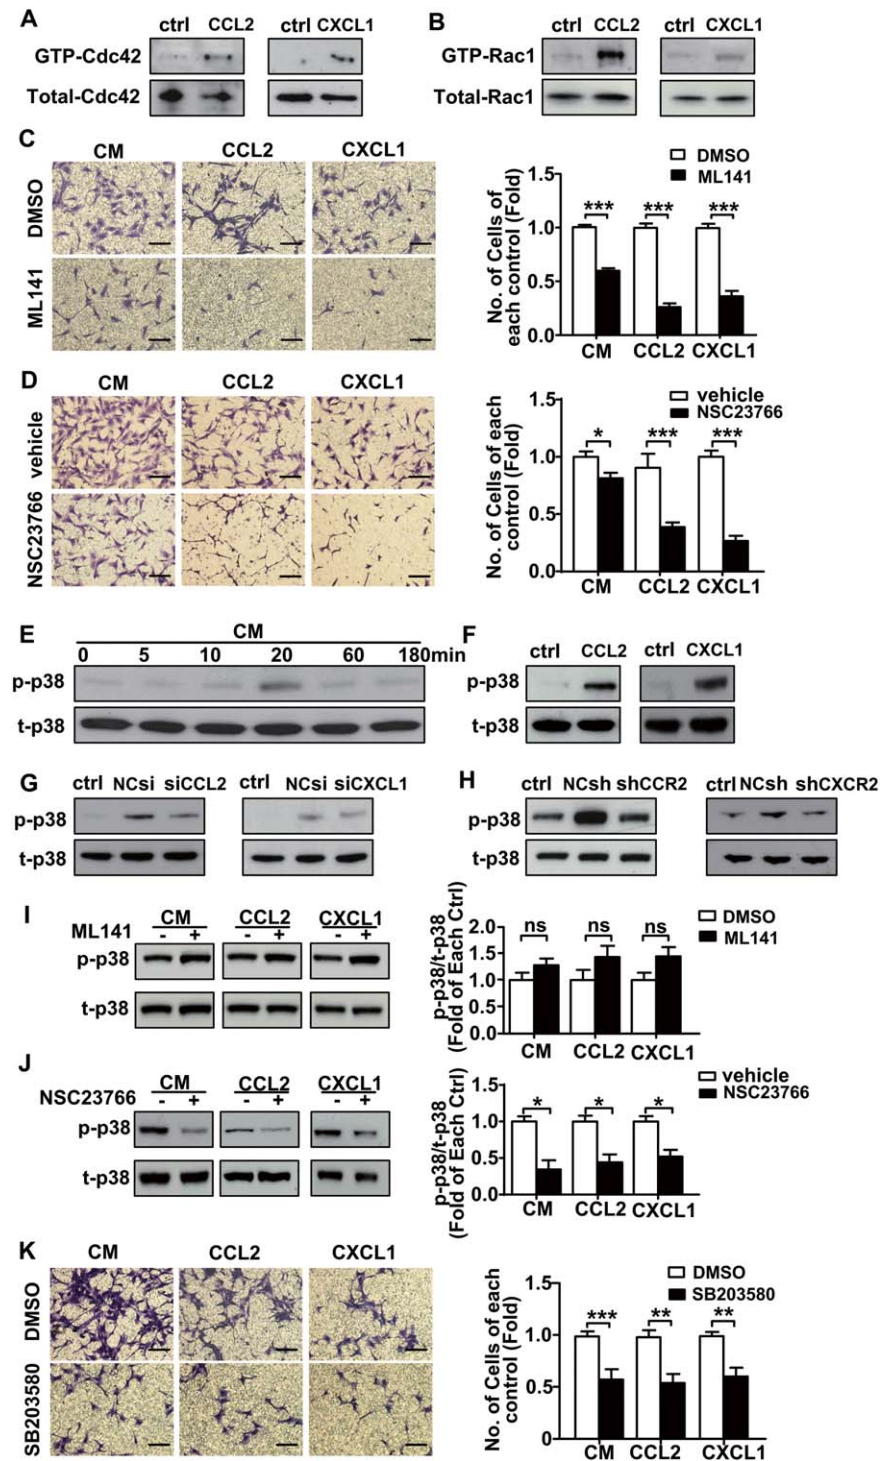 A
ctrl CCL2
ctrl CXCL1
GTP-Cdc42
Total-Cdc42
B
ctrl CCL2
ctrl CXCL1
GTP-Rac1
Total-Rac1
C
CM CCL2 CXCL1
DMSO
ML141
DMSO
ML141
No. of Cells of
each control (Fold)
1.5
1.0
0.5
0.0
*** *** ***
CM CCL2 CXCL1
D
CM CCL2 CXCL1
vehicle
NSC23766
vehicle
NSC23766
No. of Cells of each
control (Fold)
1.5
1.0
0.5
0.0
* *** ***
CM CCL2 CXCL1
E
CM
0 5 10 20 60 180min
p-p38
t-p38
F
ctrl CCL2
ctrl CXCL1
p-p38
t-p38
G
ctrl NCsi siCCL2
ctrl NCsi siCXCL1
p-p38
t-p38
H
ctrl NCsh shCCR2
ctrl NCsh shCXCR2
p-p38
t-p38
I
CM CCL2 CXCL1
ML141 - + - + - +
p-p38
t-p38
DMSO
ML141
p-p38/t-p38
(Fold of Each Ctrl)
2.0
1.5
1.0
0.5
0.0
ns ns ns
CM CCL2 CXCL1
J
CM CCL2 CXCL1
NSC23766 - + - + - +
p-p38
t-p38
vehicle
NSC23766
p-p38/t-p38
(Fold of Each Ctrl)
1.5
1.0
0.5
0.0
* * *
CM CCL2 CXCL1
K
CM CCL2 CXCL1
DMSO
SB203580
DMSO
SB203580
No. of Cells of each
control (Fold)
1.5
1.0
0.5
0
*** ** **
CM CCL2 CXCL1